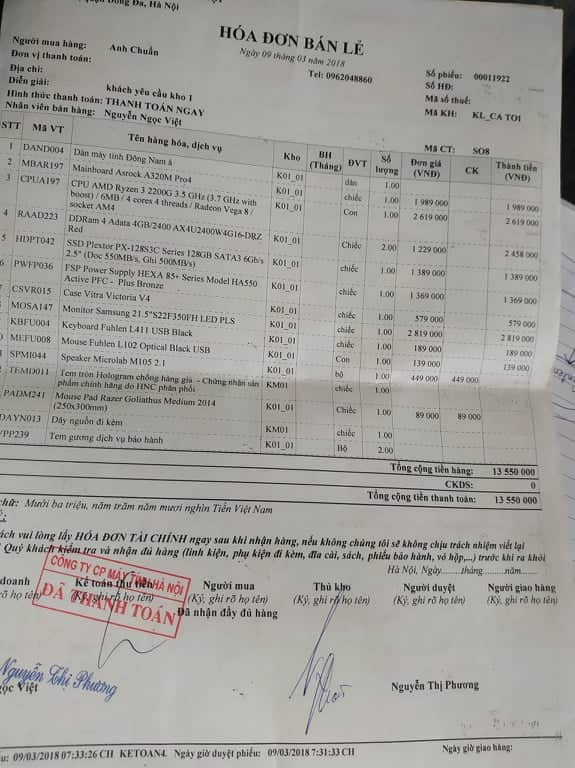 Đống Đa, Hà Nội
HÓA ĐƠN BÁN LẺ
Ngày 09 tháng 03 năm 2018
Người mua hàng: Anh Chuẩn
Tel: 0962048860
Số phiếu: 00011922
Đơn vị thanh toán:
Số HĐ:
Địa chỉ:
Mã số thuế:
Diễn giải: khách yêu cầu kho 1
Mã KH: KL_CA TOI
Hình thức thanh toán: THANH TOÁN NGAY
Nhân viên bán hàng: Nguyễn Ngọc Việt
Mã CT: SO8
STT Mã VT Tên hàng hóa, dịch vụ Kho BH (Tháng) ĐVT Số lượng Đơn giá (VNĐ) CK Thành tiền (VNĐ)
1 DAND004 Dán máy tính Đông Nam á K01_01 dán 1.00
2 MBAR197 Mainboard Asrock A320M Pro4 K01_01 chiếc 1.00 1 989 000 1 989 000
3 CPUA197 CPU AMD Ryzen 3 2200G 3.5 GHz (3.7 GHz with boost) / 6MB / 4 cores 4 threads / Radeon Vega 8 / socket AM4 K01_01 Con 1.00 2 619 000 2 619 000
4 RAAD223 DDRam 4 Adata 4GB/2400 AX4U2400W4G16-DRZ Red K01_01 Chiếc 2.00 1 229 000 2 458 000
5 HDPT042 SSD Plextor PX-128S3C Series 128GB SATA3 6Gb/s 2.5" (Doc 550MB/s, Ghi 500MB/s) K01_01 chiếc 1.00 1 389 000 1 389 000
6 PWFP036 FSP Power Supply HEXA 85+ Series Model HA550 Active PFC - Plus Bronze K01_01 chiếc 1.00 1 369 000 1 369 000
7 CSVR015 Case Vitra Victoria V4 K01_01 chiếc 1.00 579 000 579 000
MOSA147 Monitor Samsung 21.5"S22F350FH LED PLS K01_01 chiếc 1.00 2 819 000 2 819 000
KBFU004 Keyboard Fuhlen L411 USB Black K01_01 chiếc 1.00 189 000 189 000
MEFU008 Mouse Fuhlen L102 Optical Black USB K01_01 Con 1.00 139 000 139 000
SPMI044 Speaker Microlab M105 2.1 K01_01 bộ 1.00 449 000 449 000
TEMD011 Tem tròn Hologram chống hàng giả - Chứng nhận sản phẩm chính hãng do HNC phân phối KM01 chiếc 1.00
PADM241 Mouse Pad Razer Goliathus Medium 2014 (250x300mm) K01_01 Chiếc 1.00 89 000 89 000
DAYN013 Dây nguồn đi kèm KM01 chiếc 1.00
VPP239 Tem gương dịch vụ bảo hành K01_01 Bộ 2.00
Tổng cộng tiền hàng: 13 550 000
CKDS: 0
Tổng cộng tiền thanh toán: 13 550 000
chữ: Mười ba triệu, năm trăm năm mươi nghìn Tiền Việt Nam
ách vui lòng lấy HÓA ĐƠN TÀI CHÍNH ngay sau khi nhận hàng, nếu không chúng tôi sẽ không chịu trách nhiệm viết lại
Quý khách kiểm tra và nhận đủ hàng (linh kiện, phụ kiện đi kèm, đĩa cài, sách, phiếu bảo hành, vỏ hộp,...) trước khi ra khỏi
Hà Nội, Ngày........tháng........năm........
doanh Kế toán thu tiền Người mua Thủ kho Người duyệt Người giao hàng
rõ họ tên) (Ký, ghi rõ họ tên) (Ký, ghi rõ họ tên) (Ký, ghi rõ họ tên) (Ký, ghi rõ họ tên) (Ký, ghi rõ họ tên)
CÔNG TY CP MÁY TÍNH HÀ NỘI
ĐÃ THANH TOÁN
Đã nhận đầy đủ hàng
Nguyễn Thị Phương
gọc Việt
Nguyễn Thị Phương
09/03/2018 07:33:26 CH KETOAN4. Ngày giờ duyệt phiếu: 09/03/2018 7:31:33 CH Ngày giờ giao hàng: